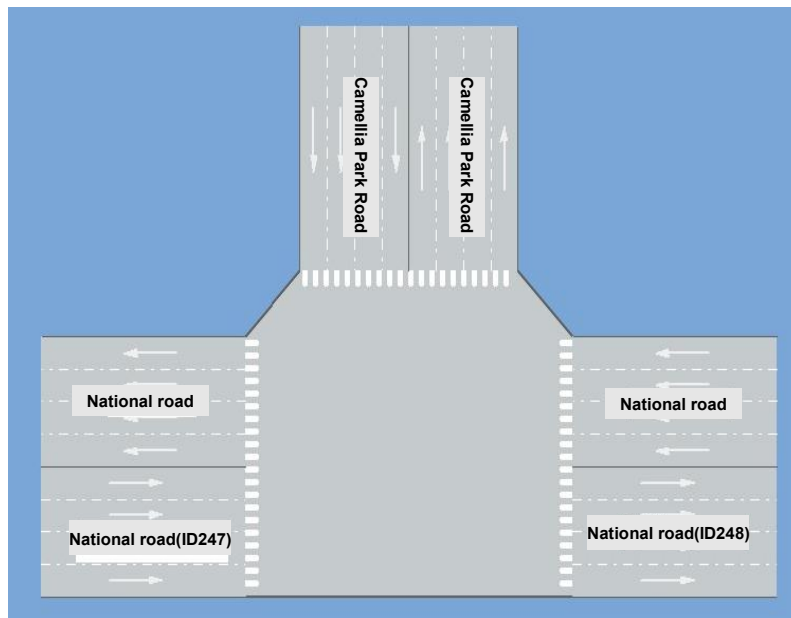 Camellia Park Road
Camellia Park Road
National road
National road
National road(ID247)
National road(ID248)